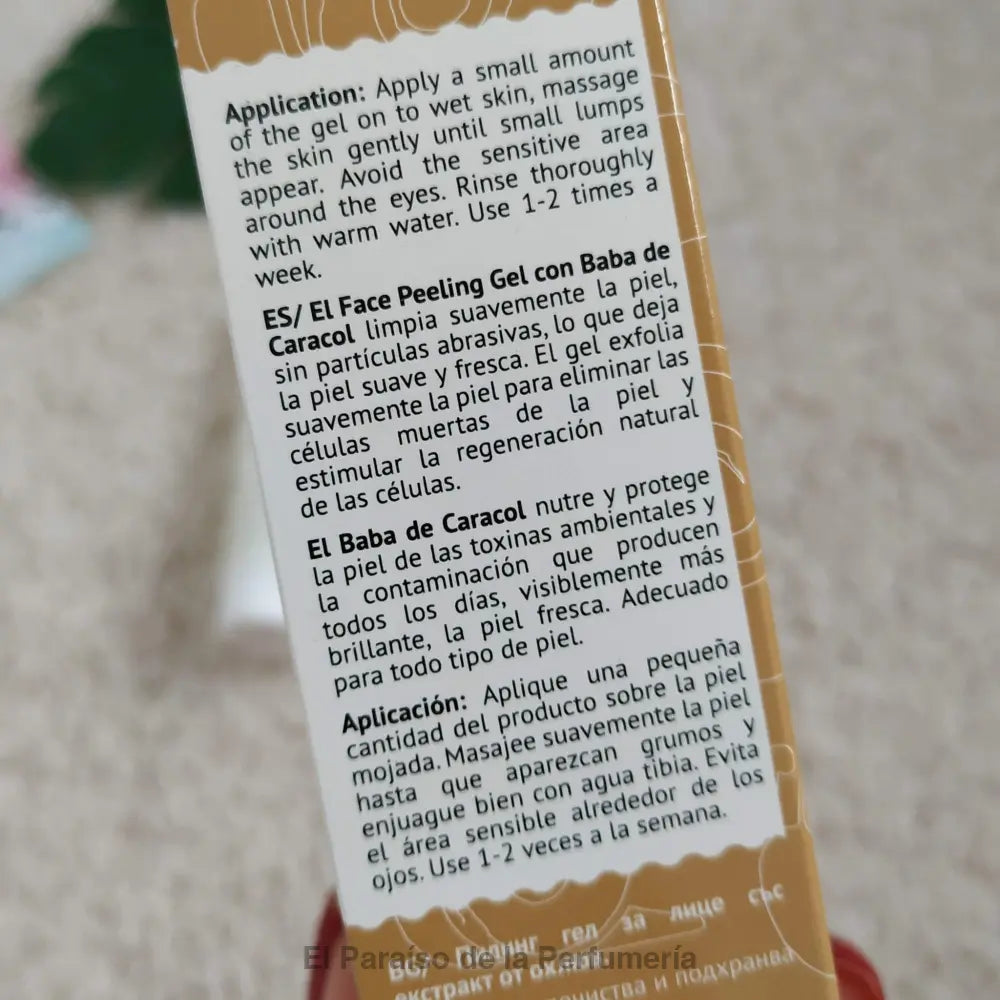 Application: Apply a small amount
of the gel on to wet skin, massage
the skin gently until small lumps
appear. Avoid the sensitive area
around the eyes. Rinse thoroughly
with warm water. Use 1-2 times a
week.
ES/ El Face Peeling Gel con Baba de
Caracol limpia suavemente la piel,
sin partículas abrasivas, lo que deja
la piel suave y fresca. El gel exfolia
suavemente la piel para eliminar las
células muertas de la piel y
estimular la regeneración natural
de las células.
El Baba de Caracol nutre y protege
la piel de las toxinas ambientales y
la contaminación que producen
todos los días, visiblemente más
brillante, la piel fresca. Adecuado
para todo tipo de piel.
Aplicación: Aplique una pequeña
cantidad del producto sobre la piel
mojada. Masajee suavemente la piel
hasta que aparezcan grumos y
enjuague bien con agua tibia. Evita
el área sensible alrededor de los
ojos. Use 1-2 veces a la semana.
гел за лице със
екстракт от
и подхранва
El Paraíso de la Perfumería